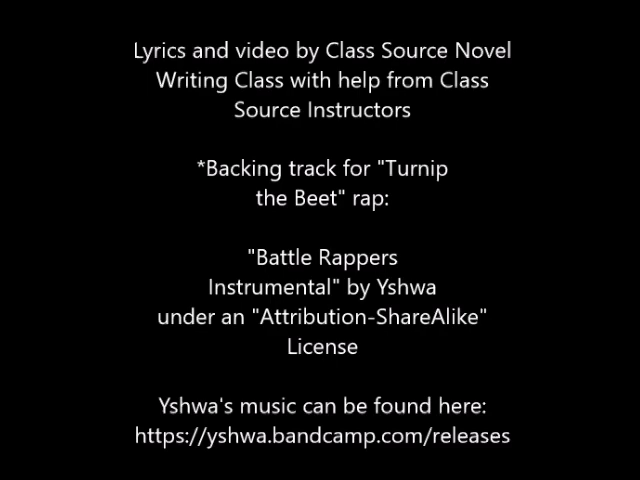 Lyrics and video by Class Source Novel
Writing Class with help from Class
Source Instructors
*Backing track for "Turnip
the Beet" rap:
"Battle Rappers
Instrumental" by Yshwa
under an "Attribution-ShareAlike"
License
Yshwa's music can be found here:
https://yshwa.bandcamp.com/releases